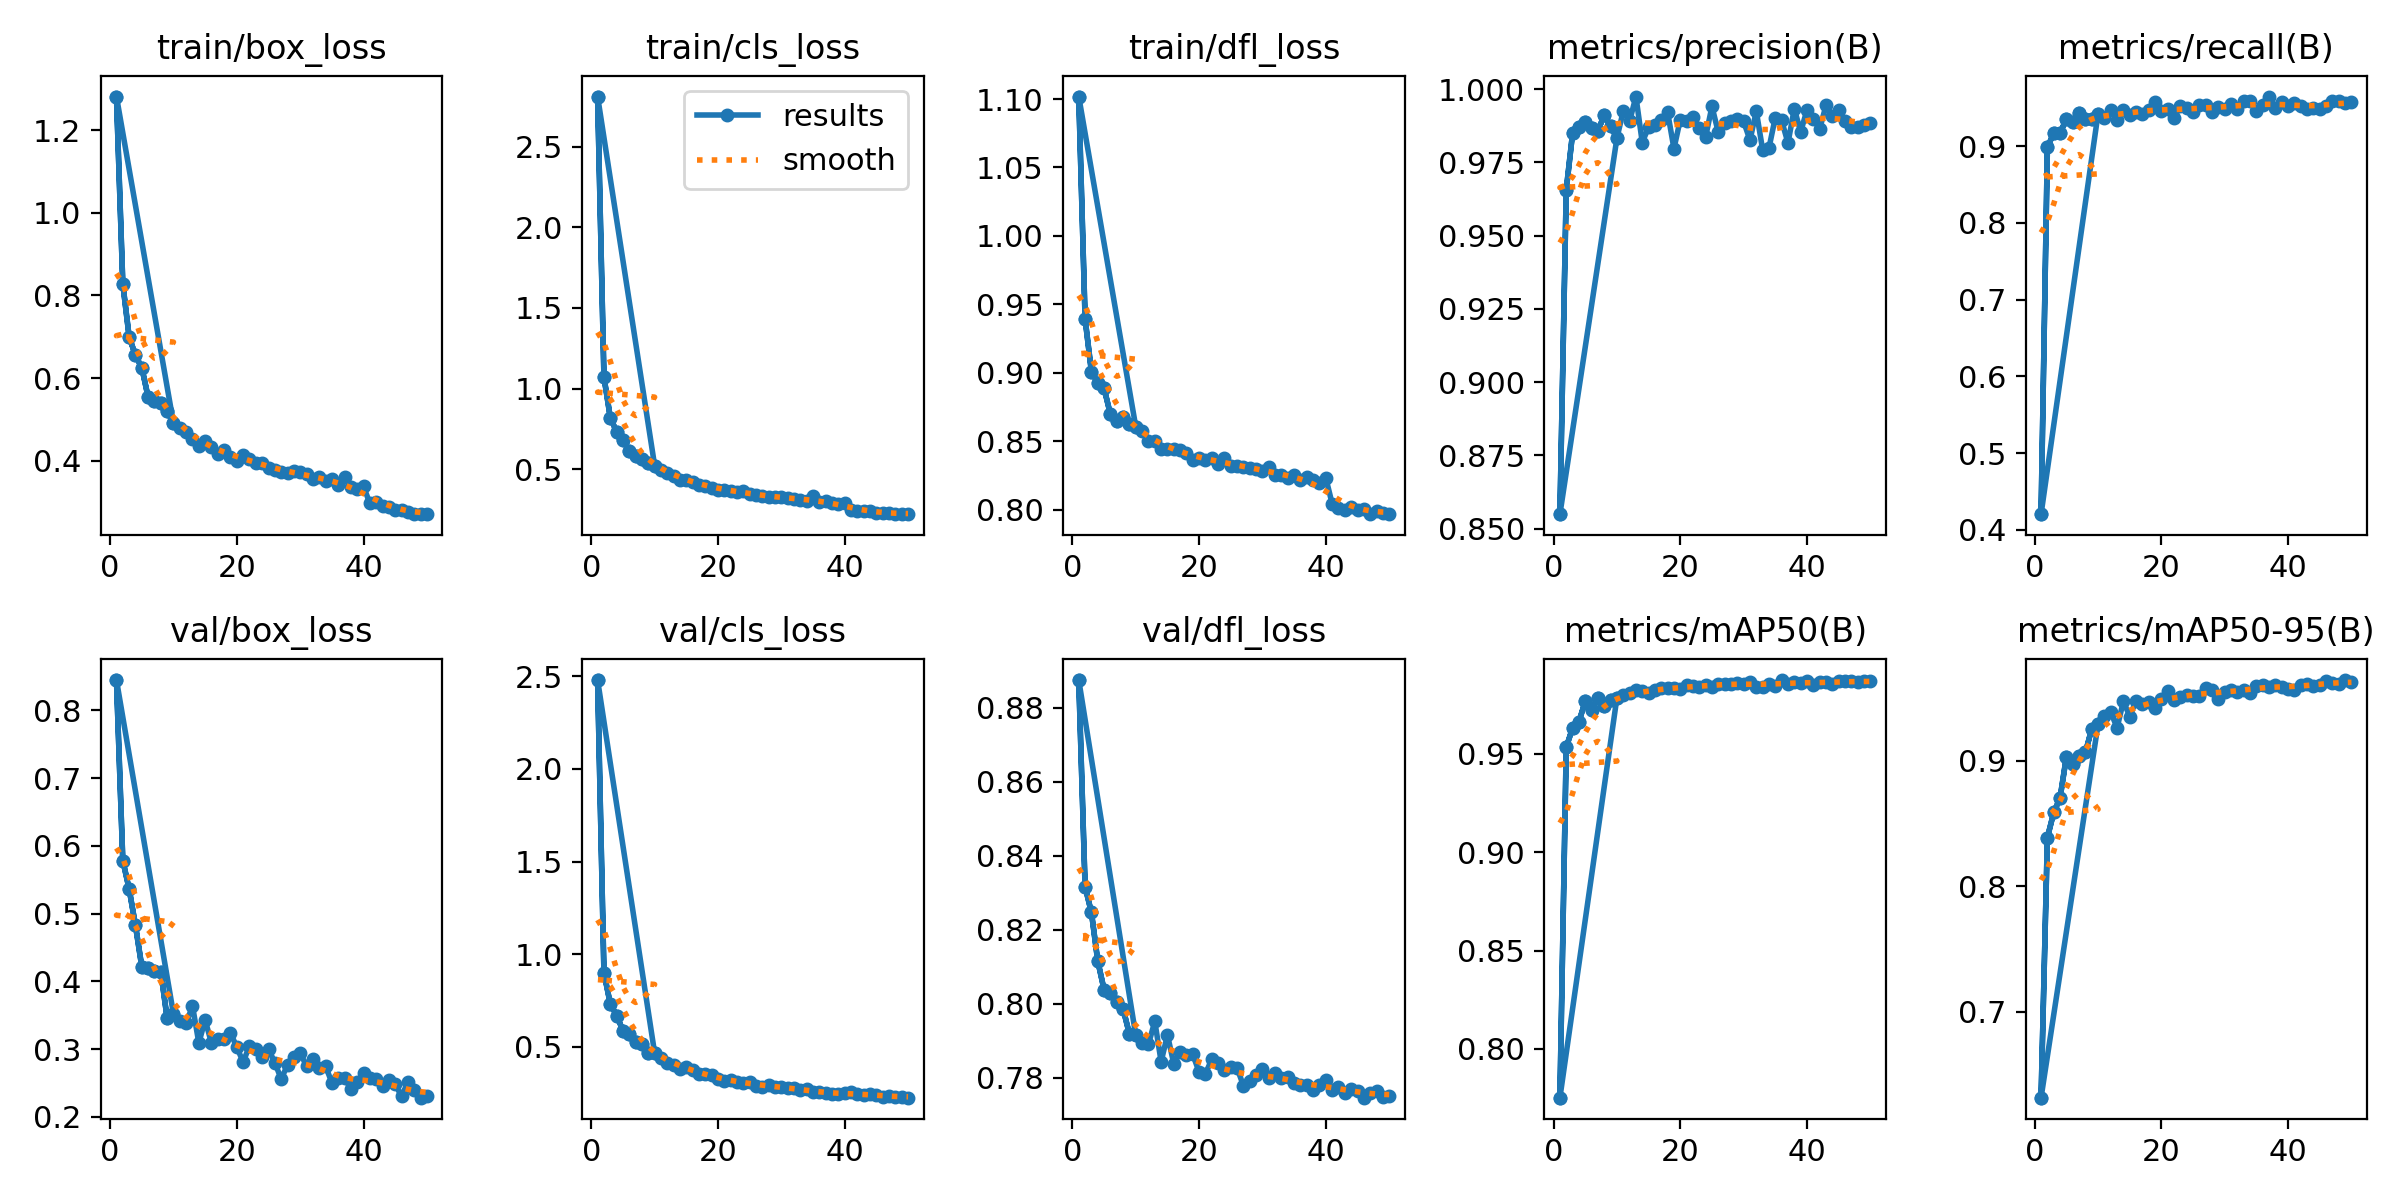 train/box_loss
1.2
1.0
0.8
0.6
0.4
0 20 40
train/cls_loss
results
smooth
2.5
2.0
1.5
1.0
0.5
0 20 40
train/dfl_loss
1.10
1.05
1.00
0.95
0.90
0.85
0.80
0 20 40
metrics/precision(B)
1.000
0.975
0.950
0.925
0.900
0.875
0.850
0 20 40
metrics/recall(B)
0.9
0.8
0.7
0.6
0.5
0.4
0 20 40
val/box_loss
0.8
0.7
0.6
0.5
0.4
0.3
0.2
0 20 40
val/cls_loss
2.5
2.0
1.5
1.0
0.5
0 20 40
val/dfl_loss
0.88
0.86
0.84
0.82
0.80
0.78
0 20 40
metrics/mAP50(B)
0.95
0.90
0.85
0.80
0 20 40
metrics/mAP50-95(B)
0.9
0.8
0.7
0 20 40